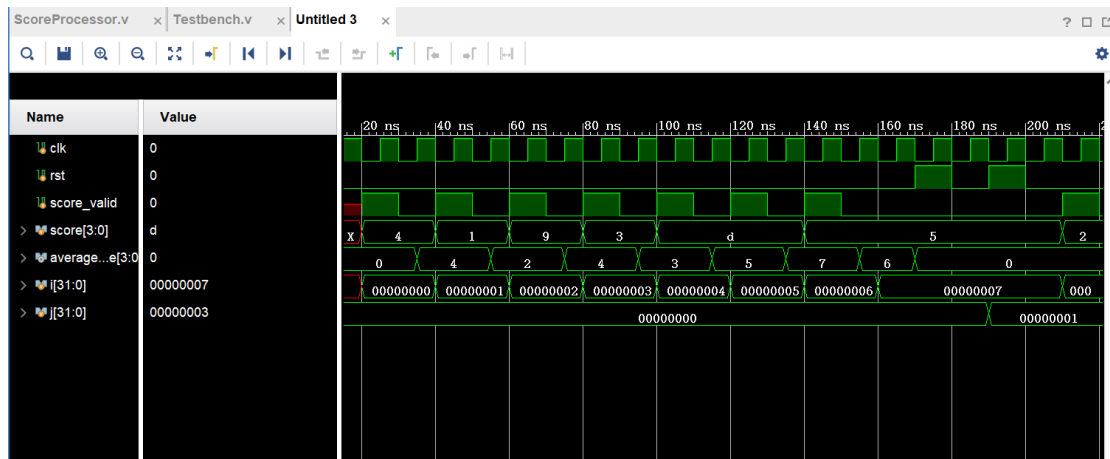 ScoreProcessor.v × Testbench.v × Untitled 3 ×
?
Name Value
20 ns 40 ns 60 ns 80 ns 100 ns 120 ns 140 ns 160 ns 180 ns 200 ns 2
clk 0
rst 0
score_valid 0
score[3:0] d X 4 1 9 3 d 5 2
average...e[3:0 0 0 4 2 4 3 5 7 6 0
i[31:0] 00000007 00000000 00000001 00000002 00000003 00000004 00000005 00000006 00000007 000
j[31:0] 00000003 00000000 00000001